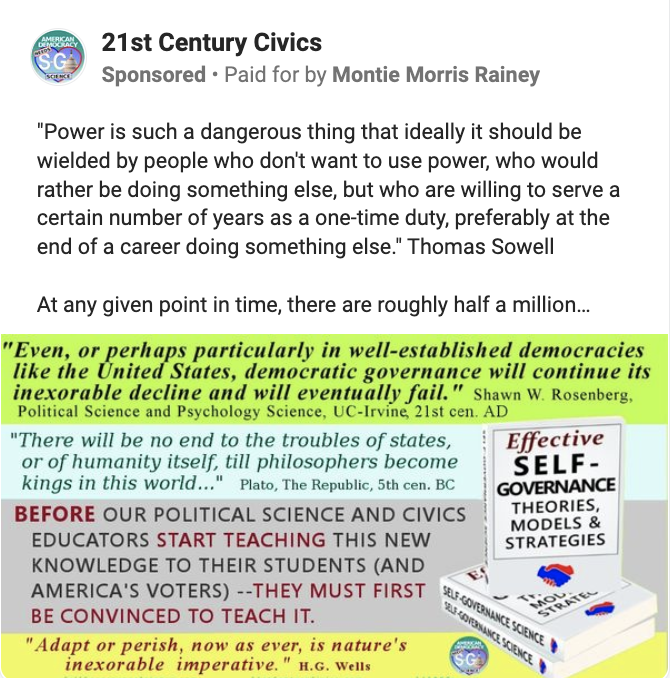 AMERICAN
DEMOCRACY
NEEDS
SG
SCIENCE
21st Century Civics
Sponsored • Paid for by Montie Morris Rainey
"Power is such a dangerous thing that ideally it should be
wielded by people who don't want to use power, who would
rather be doing something else, but who are willing to serve a
certain number of years as a one-time duty, preferably at the
end of a career doing something else." Thomas Sowell
At any given point in time, there are roughly half a million...
"Even, or perhaps particularly in well-established democracies
like the United States, democratic governance will continue its
inexorable decline and will eventually fail." Shawn W. Rosenberg,
Political Science and Psychology Science, UC-Irvine, 21st cen. AD
"There will be no end to the troubles of states,
or of humanity itself, till philosophers become
kings in this world..." Plato, The Republic, 5th cen. BC
BEFORE OUR POLITICAL SCIENCE AND CIVICS
EDUCATORS START TEACHING THIS NEW
KNOWLEDGE TO THEIR STUDENTS (AND
AMERICA'S VOTERS) --THEY MUST FIRST
BE CONVINCED TO TEACH IT.
"Adapt or perish, now as ever, is nature's
inexorable imperative." H.G. Wells
Effective
SELF-
GOVERNANCE
THEORIES,
MODELS &
STRATEGIES
SELF-GOVERNANCE SCIENCE
SELF-GOVERNANCE SCIENCE
AMERICAN
DEMOCRACY
SG